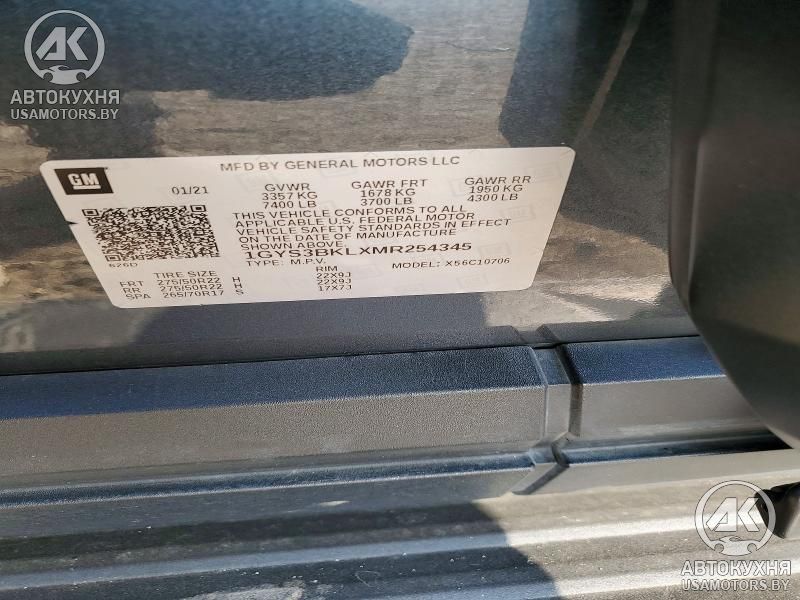 АК
АВТОКУХНЯ
USAMOTORS.BY
MFD BY GENERAL MOTORS LLC
GM
01/21
GVWR GAWR FRT GAWR RR
3357 KG 1678 KG 1950 KG
7400 LB 3700 LB 4300 LB
THIS VEHICLE CONFORMS TO ALL
APPLICABLE U.S. FEDERAL MOTOR
VEHICLE SAFETY STANDARDS IN EFFECT
ON THE DATE OF MANUFACTURE
SHOWN ABOVE.
1GYS3BKLXMR254345
626D
TYPE: M.P.V. MODEL: X56C10706
TIRE SIZE RIM
FRT 275/50R22 H 22X9J
RR 275/50R22 H 22X9J
SPA 265/70R17 S 17X7J
АК
АВТОКУХНЯ
USAMOTORS.BY